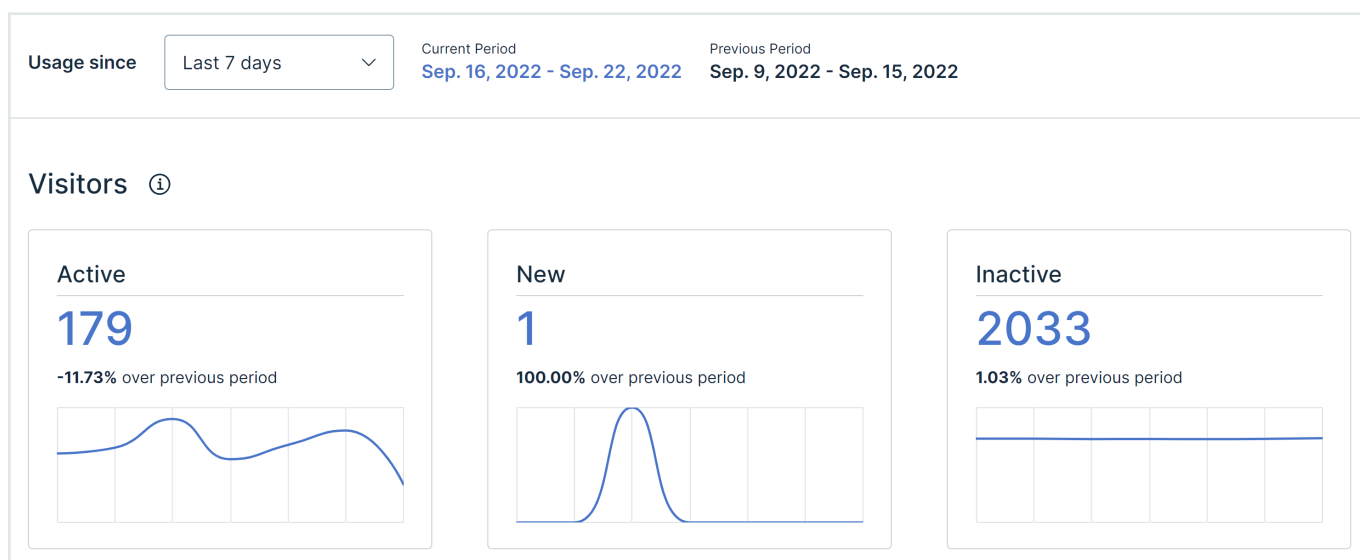 Usage since
Last 7 days
Current Period
Sep. 16, 2022 - Sep. 22, 2022
Previous Period
Sep. 9, 2022 - Sep. 15, 2022
Visitors
Active
179
-11.73% over previous period
New
1
100.00% over previous period
Inactive
2033
1.03% over previous period